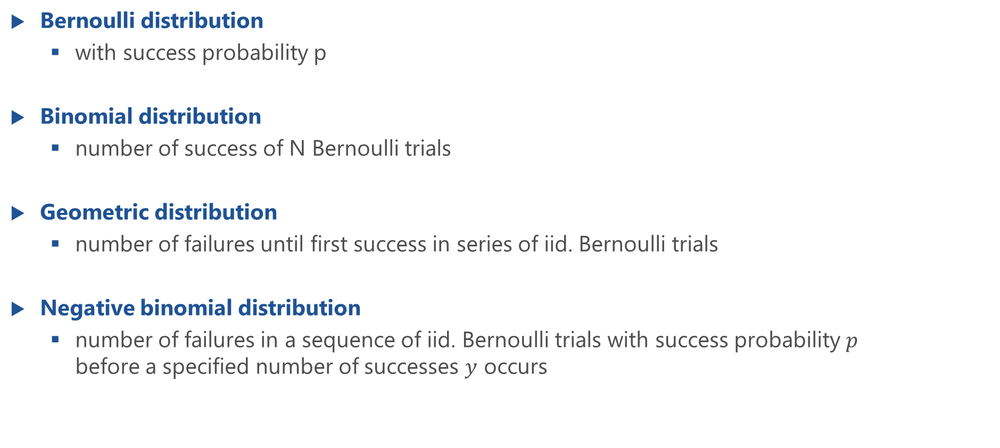 Bernoulli distribution
with success probability p
Binomial distribution
number of success of N Bernoulli trials
Geometric distribution
number of failures until first success in series of iid. Bernoulli trials
Negative binomial distribution
number of failures in a sequence of iid. Bernoulli trials with success probability p
before a specified number of successes y occurs